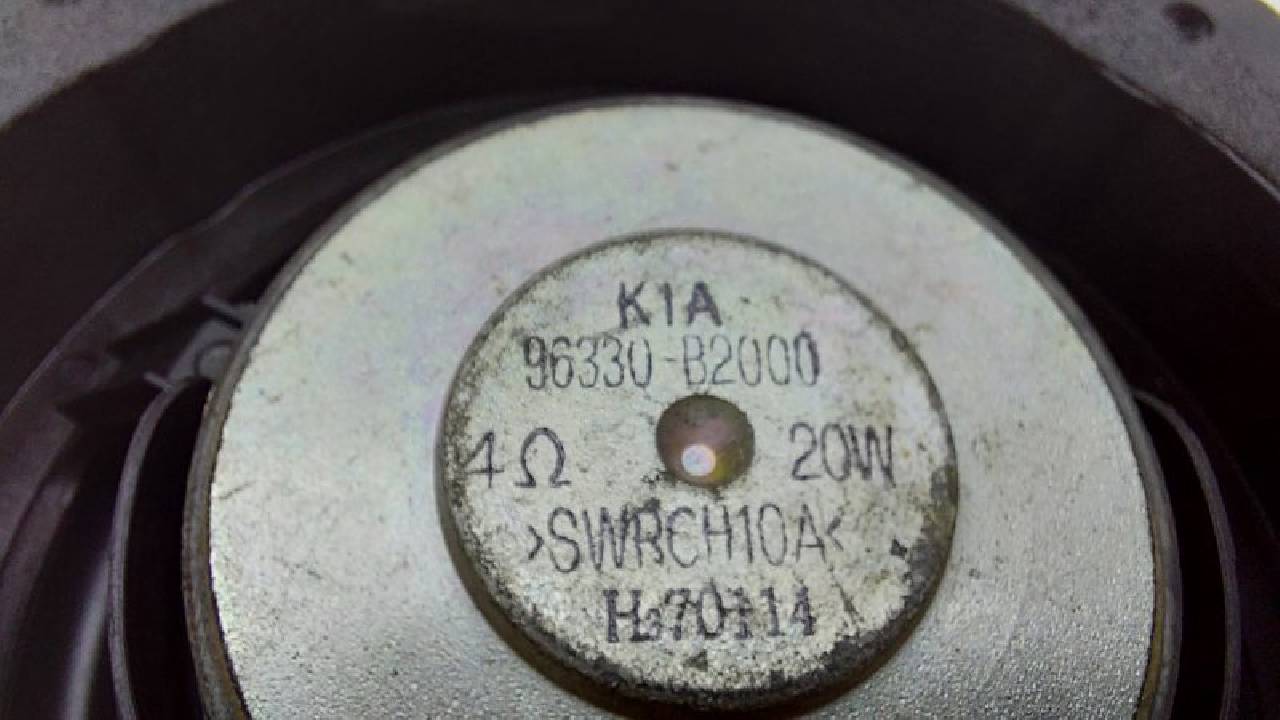 KIA
96330-B2000
4Ω 20W
>SWRCH10A<